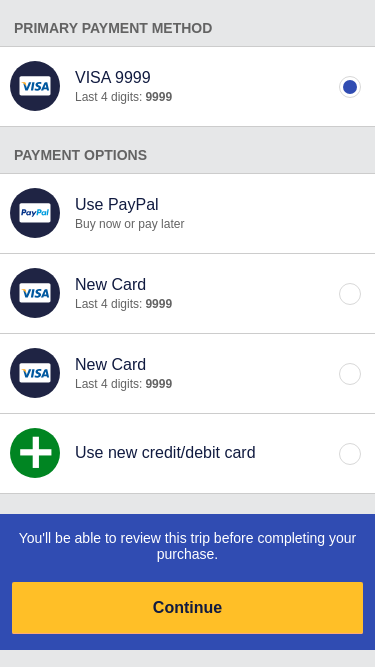 PRIMARY PAYMENT METHOD
VISA
VISA 9999
Last 4 digits: 9999
PAYMENT OPTIONS
PayPal
Use PayPal
Buy now or pay later
VISA
New Card
Last 4 digits: 9999
VISA
New Card
Last 4 digits: 9999
Use new credit/debit card
You'll be able to review this trip before completing your
purchase.
Continue